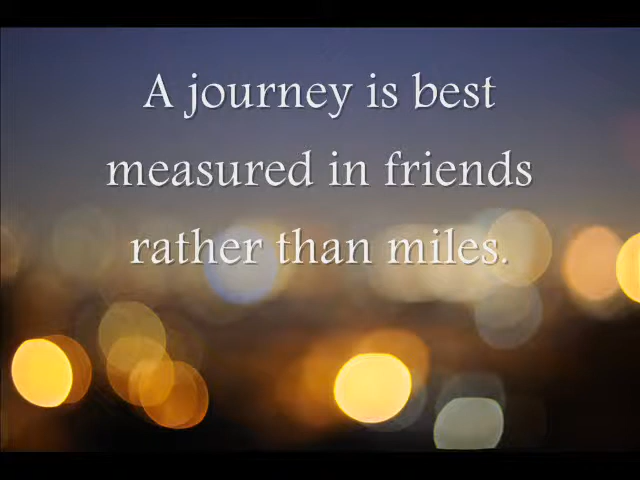 A journey is best
measured in friends
rather than miles.